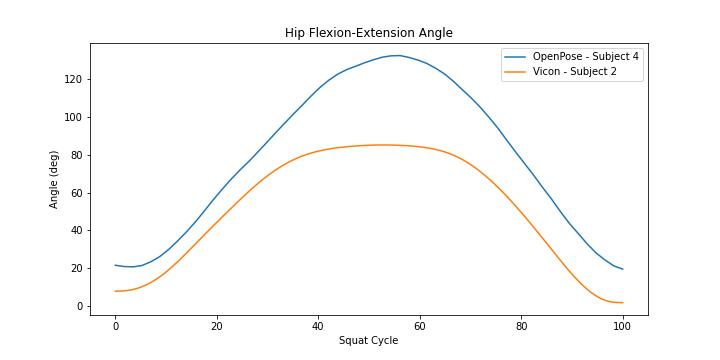 Hip Flexion-Extension Angle
OpenPose - Subject 4
Vicon - Subject 2
Angle (deg)
120
100
80
60
40
20
0
0 20 40 60 80 100
Squat Cycle